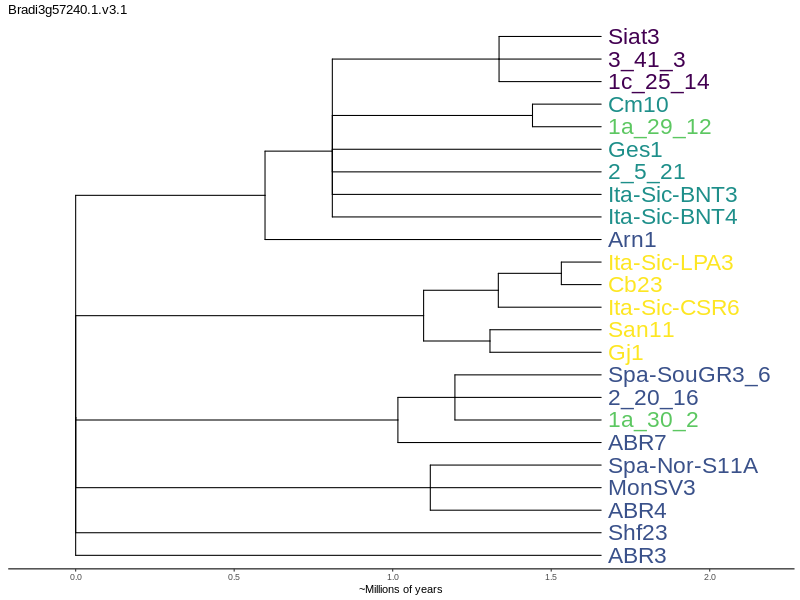 Bradi3g57240.1.v3.1
Siat3
3_41_3
1c_25_14
Cm10
1a_29_12
Ges1
2_5_21
Ita-Sic-BNT3
Ita-Sic-BNT4
Arn1
Ita-Sic-LPA3
Cb23
Ita-Sic-CSR6
San11
Gj1
Spa-SouGR3_6
2_20_16
1a_30_2
ABR7
Spa-Nor-S11A
MonSV3
ABR4
Shf23
ABR3
0.0 0.5 1.0 1.5 2.0
~Millions of years